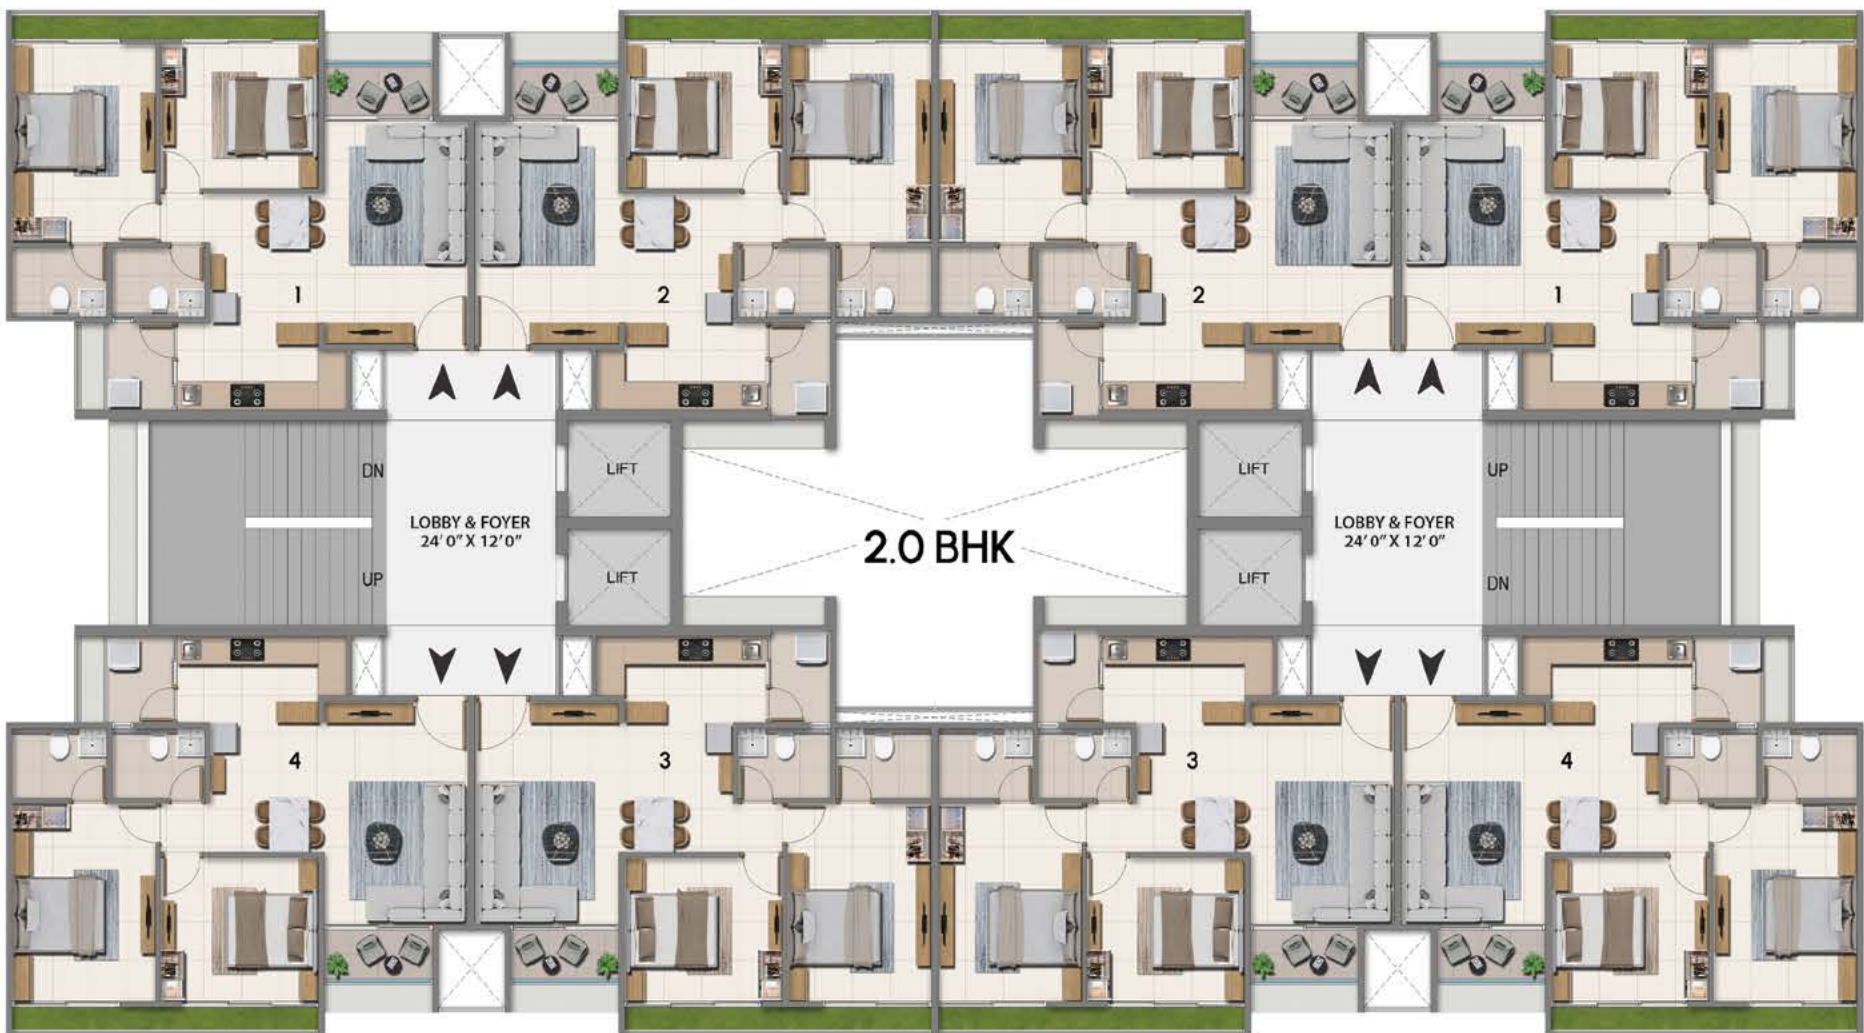 1
2
2
1
DN
LIFT
LIFT
UP
LOBBY & FOYER
24' 0" X 12' 0"
2.0 BHK
LOBBY & FOYER
24' 0" X 12' 0"
UP
LIFT
LIFT
DN
4
3
3
4